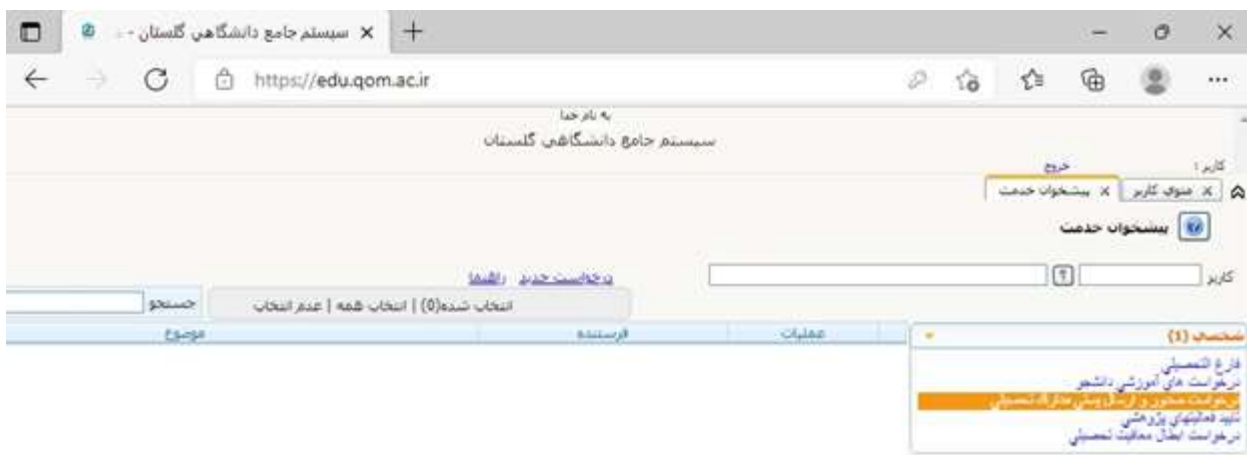 سیستم جامع دانشگاهی گلستان -
https://edu.qom.ac.ir
به نام خدا
سیستم جامع دانشگاهی گلستان
کاربر : خروج
منوی کاربر پیشخوان خدمت
پیشخوان خدمت
کاربر
درخواست جدید راهنما
انتخاب شده(0) | انتخاب همه | عدم انتخاب جستجو
شخصی (1) عملیات فرستنده موضوع
فارغ التحصیلی
درخواست های آموزشی دانشجو
درخواست صدور و ارسال پستی مدارک تحصیلی
تایید فعالیتهای پژوهشی
درخواست ابطال معافیت تحصیلی